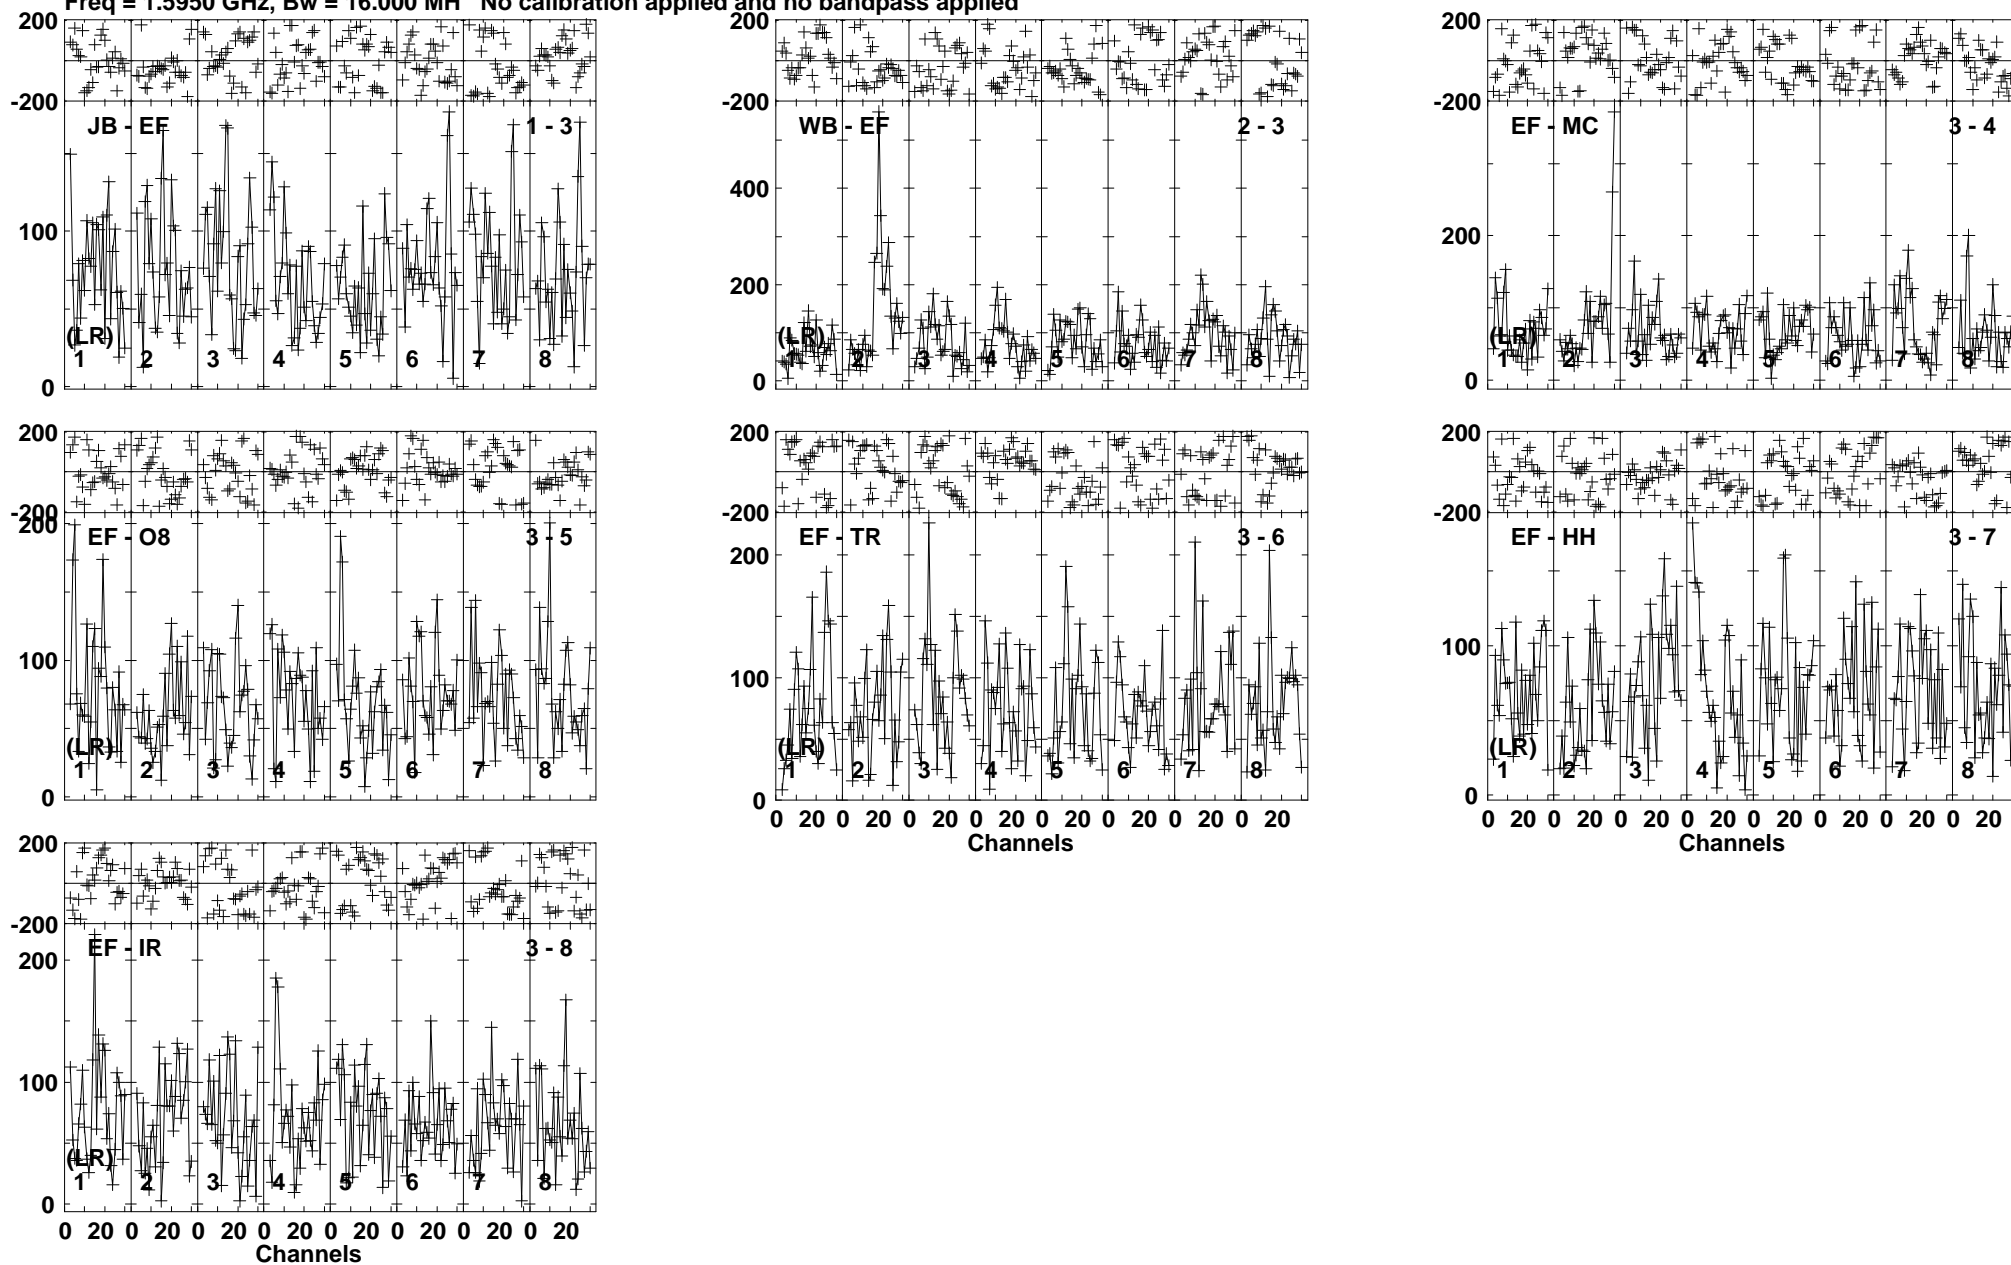 Freq = 1.5950 GHz, Bw = 16.000 MH No calibration applied and no bandpass applied
200
-200
JB - EF 1 - 3
100
(LR)
1 2 3 4 5 6 7 8
0
200
-200
WB - EF 2 - 3
400
200
(LR)
1 2 3 4 5 6 7 8
0
200
-200
EF - MC 3 - 4
200
(LR)
1 2 3 4 5 6 7 8
0
200
-200
200
EF - O8 3 - 5
100
(LR)
1 2 3 4 5 6 7 8
0
200
-200
EF - TR 3 - 6
200
100
(LR)
1 2 3 4 5 6 7 8
0
0 20 0 20 0 20 0 20 0 20 0 20 0 20 0 20
Channels
200
-200
EF - HH 3 - 7
100
(LR)
1 2 3 4 5 6 7 8
0
0 20 0 20 0 20 0 20 0 20 0 20 0 20 0 20
Channels
200
-200
EF - IR 3 - 8
200
100
(LR)
1 2 3 4 5 6 7 8
0
0 20 0 20 0 20 0 20 0 20 0 20 0 20 0 20
Channels